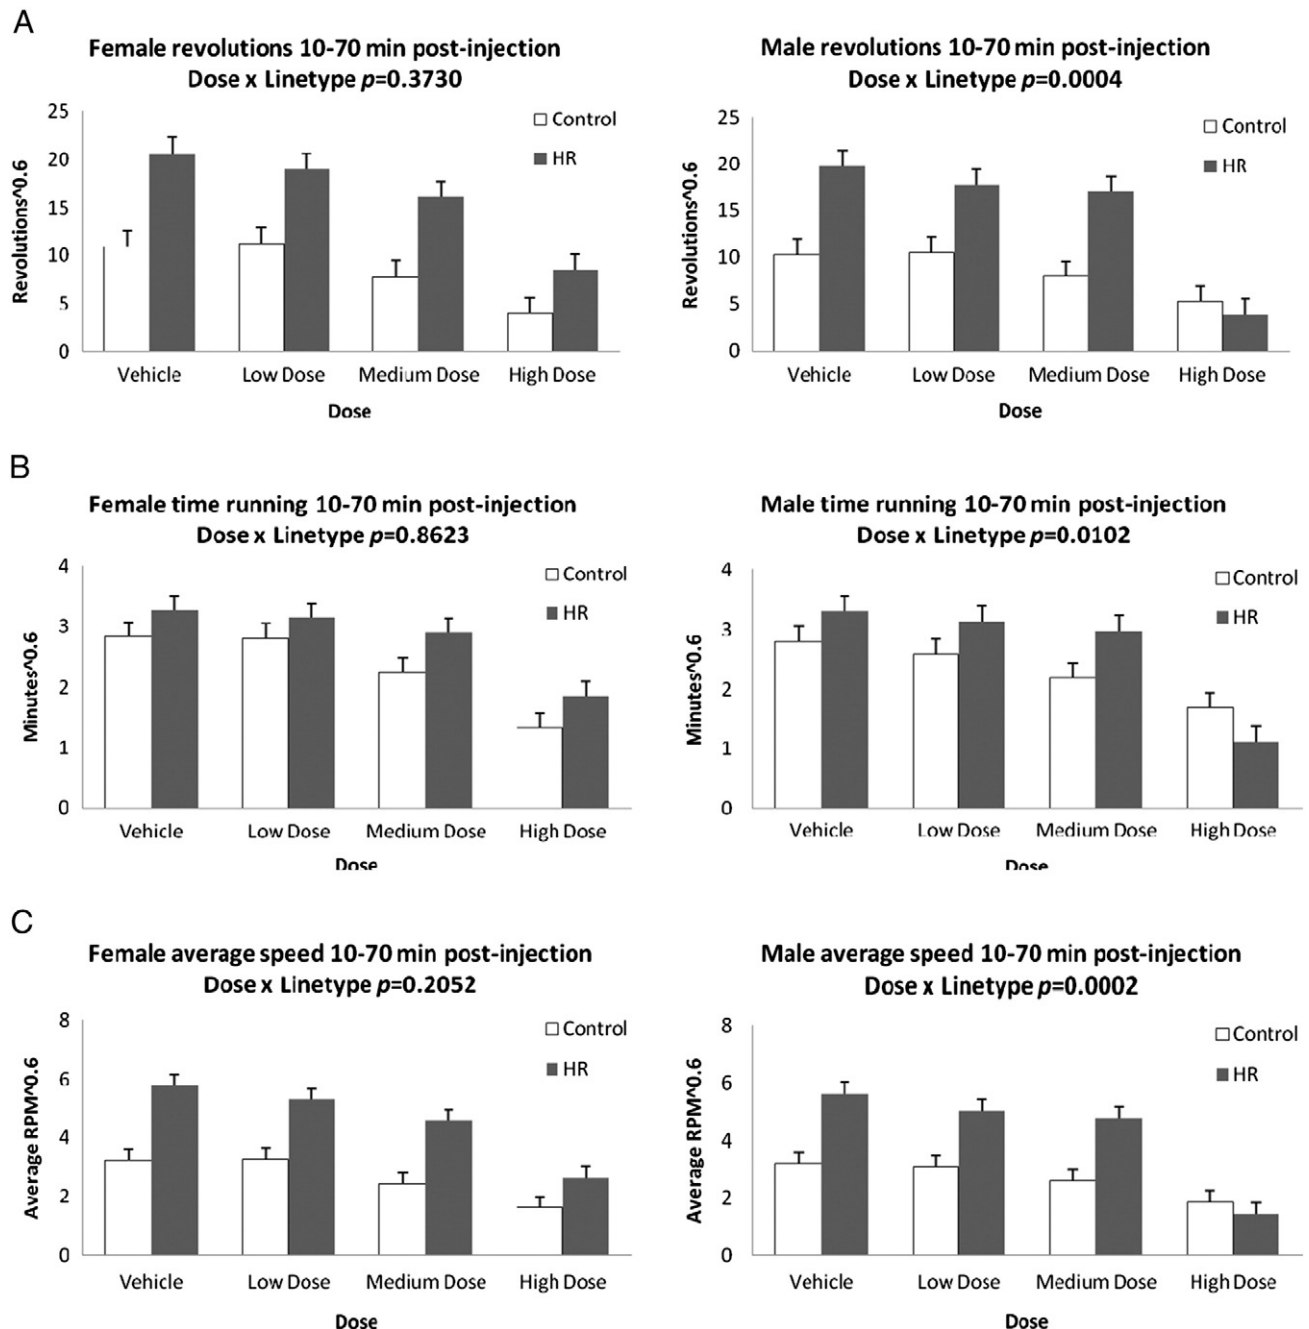 A
Female revolutions 10-70 min post-injection
Dose x Linetype p=0.3730
25
20
15
10
5
0
Revolutions^0.6
Control
HR
Vehicle
Low Dose
Medium Dose
High Dose
Dose
Male revolutions 10-70 min post-injection
Dose x Linetype p=0.0004
25
20
15
10
5
0
Revolutions^0.6
Control
HR
Vehicle
Low Dose
Medium Dose
High Dose
Dose
B
Female time running 10-70 min post-injection
Dose x Linetype p=0.8623
4
3
2
1
0
Minutes^0.6
Control
HR
Vehicle
Low Dose
Medium Dose
High Dose
Dose
Male time running 10-70 min post-injection
Dose x Linetype p=0.0102
4
3
2
1
0
Minutes^0.6
Control
HR
Vehicle
Low Dose
Medium Dose
High Dose
Dose
C
Female average speed 10-70 min post-injection
Dose x Linetype p=0.2052
8
6
4
2
0
Average RPM^0.6
Control
HR
Vehicle
Low Dose
Medium Dose
High Dose
Dose
Male average speed 10-70 min post-injection
Dose x Linetype p=0.0002
8
6
4
2
0
Average RPM^0.6
Control
HR
Vehicle
Low Dose
Medium Dose
High Dose
Dose